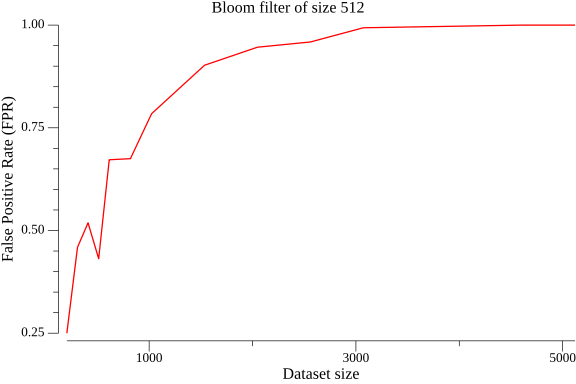 Bloom filter of size 512
False Positive Rate (FPR)
1.00
0.75
0.50
0.25
1000
3000
5000
Dataset size